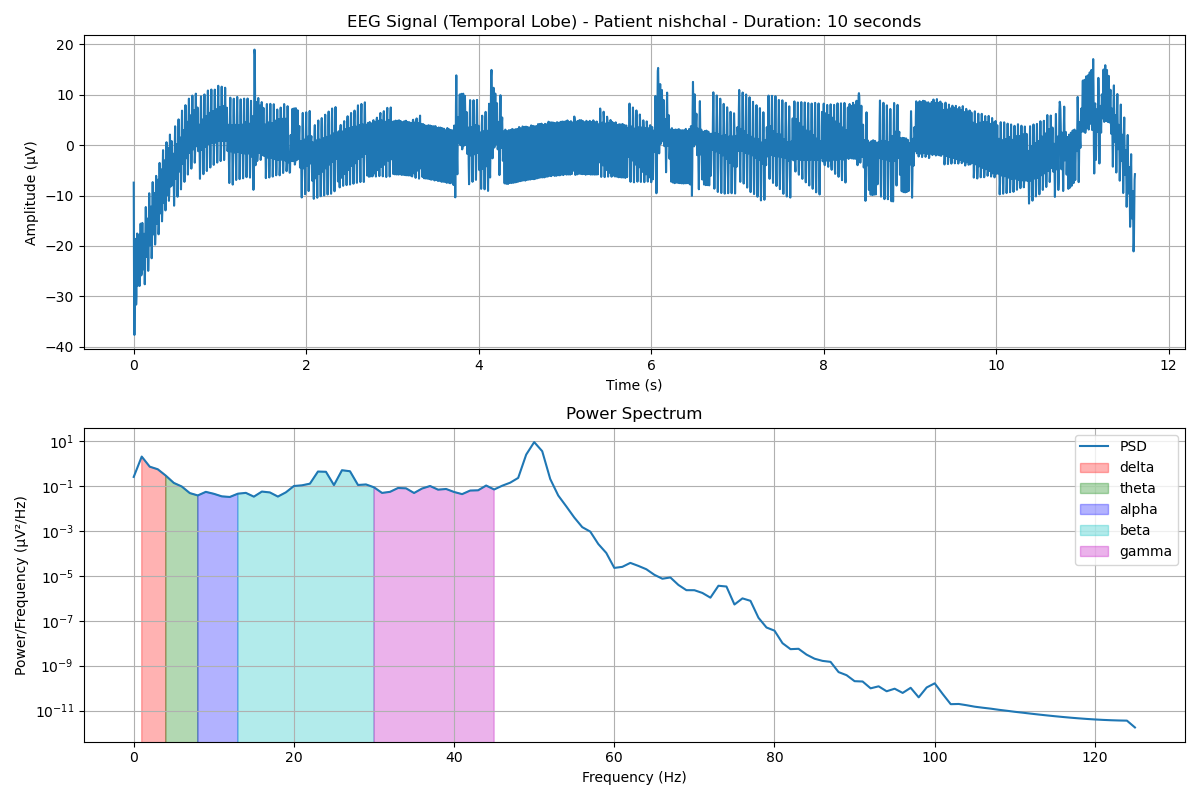 EEG Signal (Temporal Lobe) - Patient nishchal - Duration: 10 seconds
20
10
0
−10
−20
−30
−40
Amplitude (µV)
0 2 4 6 8 10 12
Time (s)
Power Spectrum
10¹
10⁻¹
10⁻³
10⁻⁵
10⁻⁷
10⁻⁹
10⁻¹¹
Power/Frequency (µV²/Hz)
PSD
delta
theta
alpha
beta
gamma
0 20 40 60 80 100 120
Frequency (Hz)